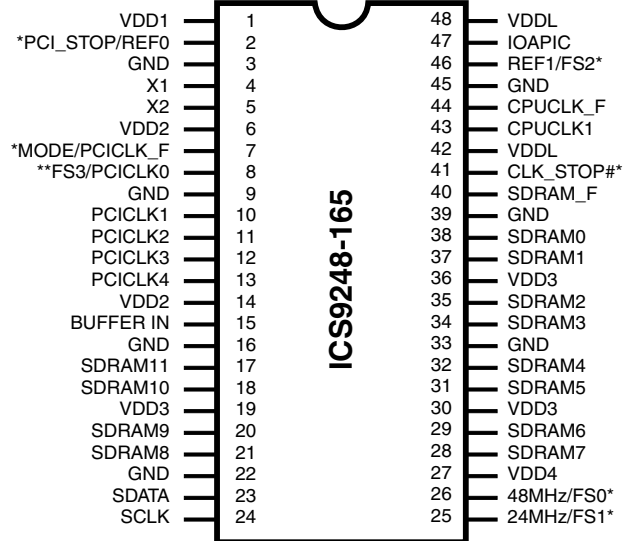 VDD1 1 48 VDDL
*PCI_STOP/REF0 2 47 IOAPIC
GND 3 46 REF1/FS2*
X1 4 45 GND
X2 5 44 CPUCLK_F
VDD2 6 43 CPUCLK1
*MODE/PCICLK_F 7 42 VDDL
**FS3/PCICLK0 8 41 CLK_STOP#*
GND 9 40 SDRAM_F
PCICLK1 10 39 GND
PCICLK2 11 38 SDRAM0
PCICLK3 12 37 SDRAM1
PCICLK4 13 36 VDD3
VDD2 14 35 SDRAM2
BUFFER IN 15 34 SDRAM3
GND 16 33 GND
SDRAM11 17 32 SDRAM4
SDRAM10 18 31 SDRAM5
VDD3 19 30 VDD3
SDRAM9 20 29 SDRAM6
SDRAM8 21 28 SDRAM7
GND 22 27 VDD4
SDATA 23 26 48MHz/FS0*
SCLK 24 25 24MHz/FS1*
ICS9248-165